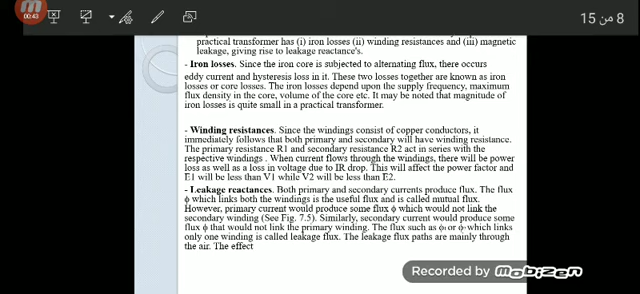 00:43
8 من 15
practical transformer has (i) iron losses (ii) winding resistances and (iii) magnetic
leakage, giving rise to leakage reactance's.
- Iron losses. Since the iron core is subjected to alternating flux, there occurs
eddy current and hysteresis loss in it. These two losses together are known as iron
losses or core losses. The iron losses depend upon the supply frequency, maximum
flux density in the core, volume of the core etc. It may be noted that magnitude of
iron losses is quite small in a practical transformer.
- Winding resistances. Since the windings consist of copper conductors, it
immediately follows that both primary and secondary will have winding resistance.
The primary resistance R1 and secondary resistance R2 act in series with the
respective windings . When current flows through the windings, there will be power
loss as well as a loss in voltage due to IR drop. This will affect the power factor and
E1 will be less than V1 while V2 will be less than E2.
- Leakage reactances. Both primary and secondary currents produce flux. The flux
ϕ which links both the windings is the useful flux and is called mutual flux.
However, primary current would produce some flux ϕ which would not link the
secondary winding (See Fig. 7.5). Similarly, secondary current would produce some
flux ϕ that would not link the primary winding. The flux such as or which links
only one winding is called leakage flux. The leakage flux paths are mainly through
the air. The effect
Recorded by mobizen